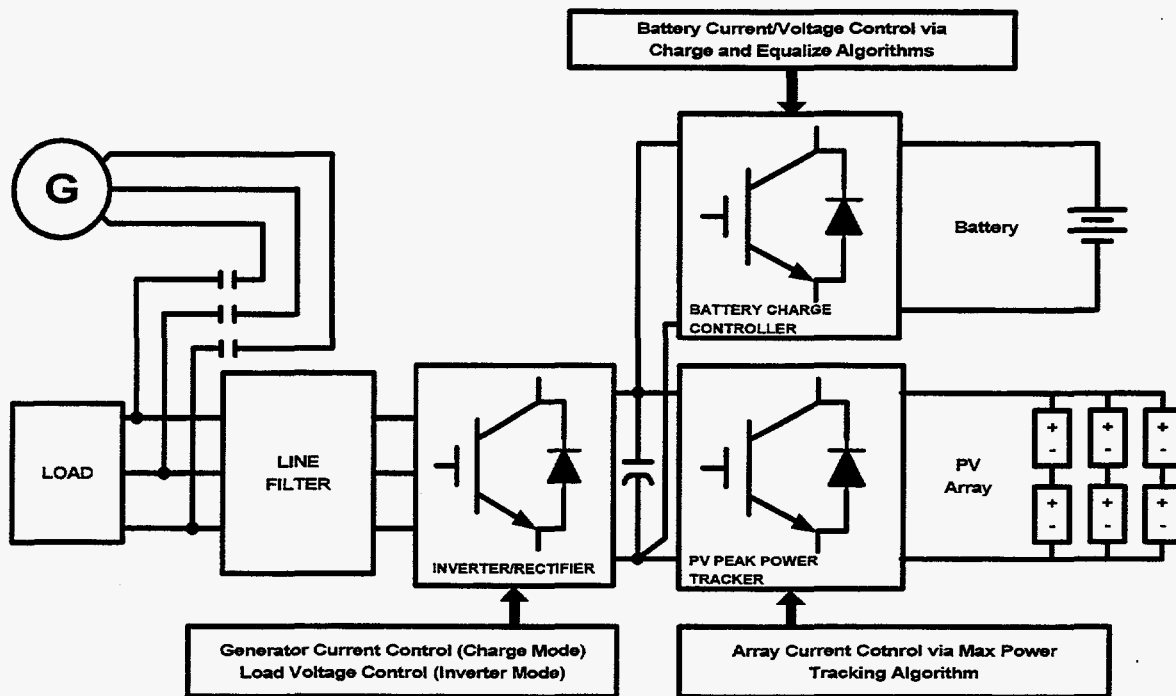 Battery Current/Voltage Control via
Charge and Equalize Algorithms
G
Battery
BATTERY CHARGE
CONTROLLER
LOAD
LINE
FILTER
INVERTER/RECTIFIER
PV PEAK POWER
TRACKER
PV
Array
+ + +
- - -
+ + +
- - -
Generator Current Control (Charge Mode)
Load Voltage Control (Inverter Mode)
Array Current Cotnrol via Max Power
Tracking Algorithm